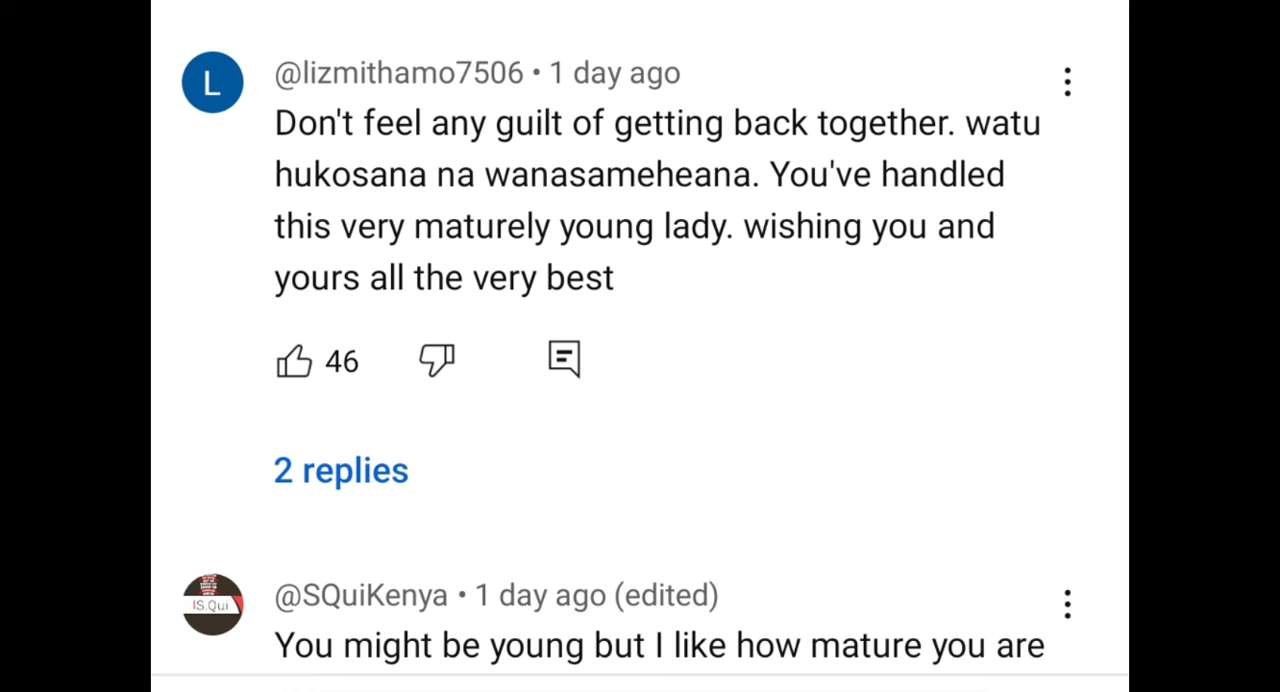 L
@lizmithamo7506 • 1 day ago
Don't feel any guilt of getting back together. watu
hukosana na wanasameheana. You've handled
this very maturely young lady. wishing you and
yours all the very best
46
2 replies
IS.Qui
@SQuiKenya • 1 day ago (edited)
You might be young but I like how mature you are